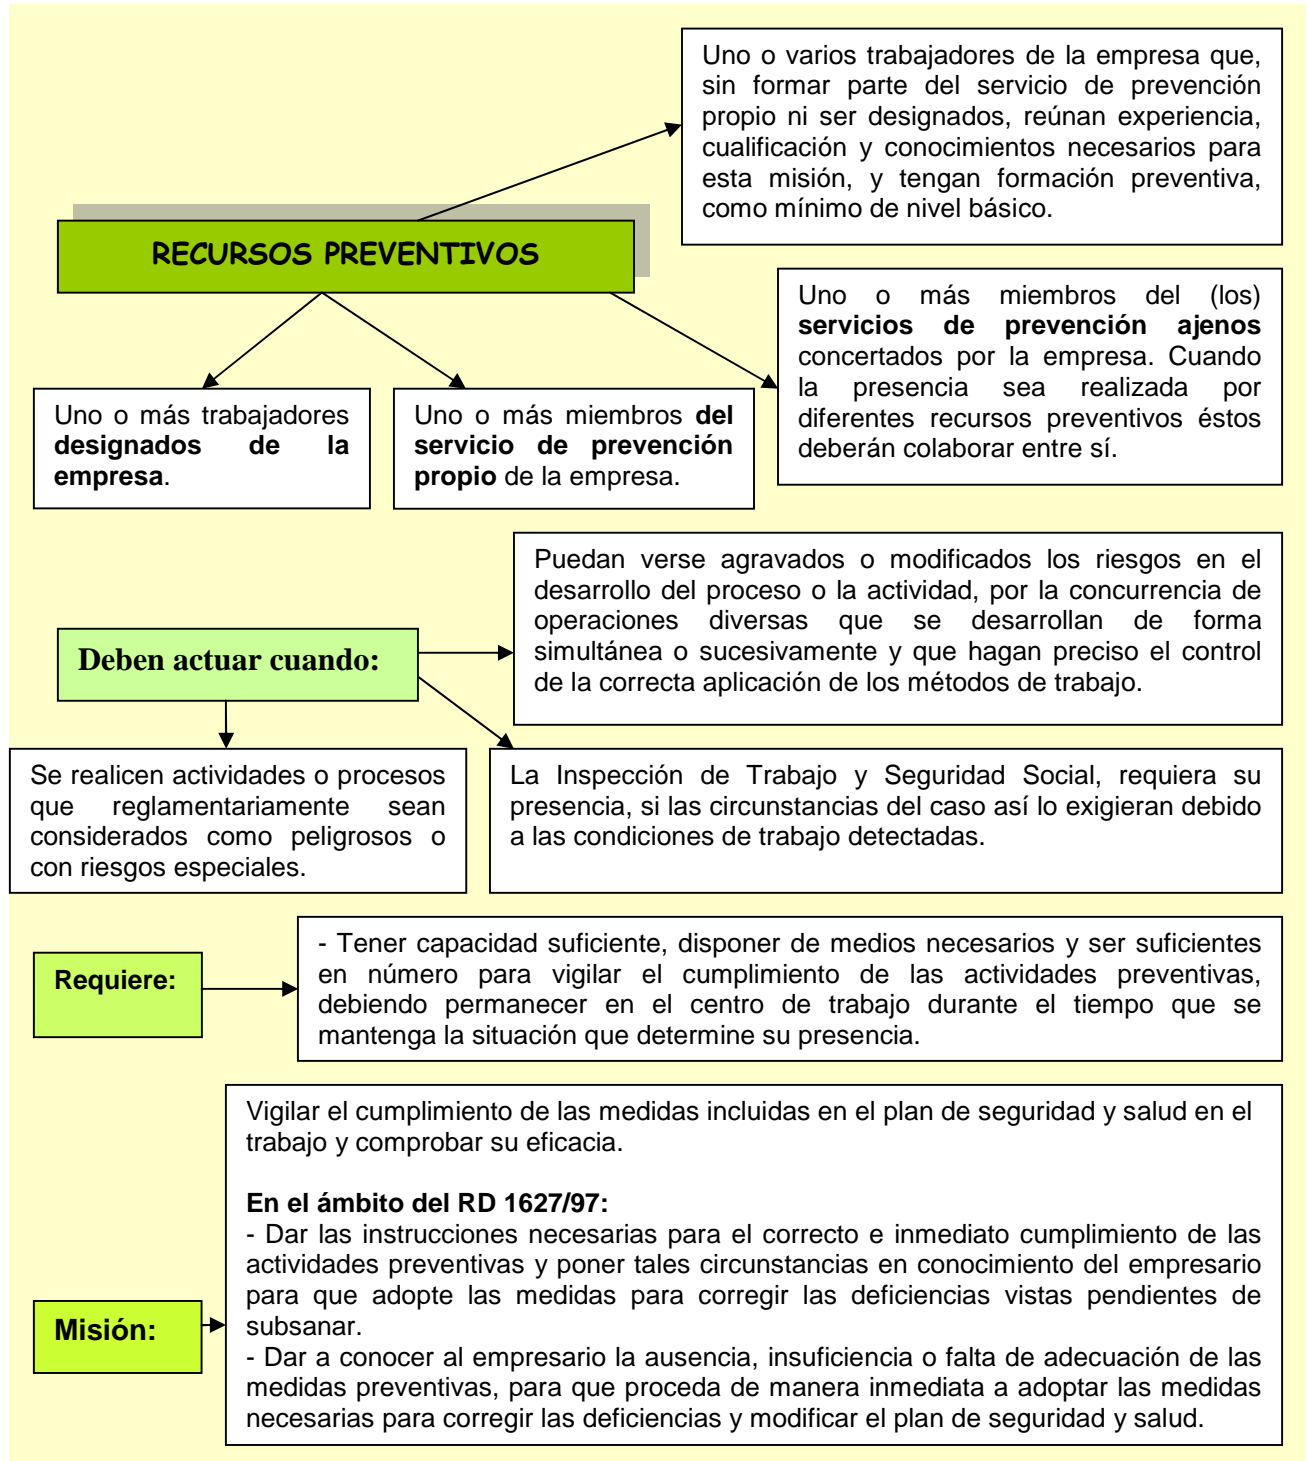 Uno o varios trabajadores de la empresa que,
sin formar parte del servicio de prevención
propio ni ser designados, reúnan experiencia,
cualificación y conocimientos necesarios para
esta misión, y tengan formación preventiva,
como mínimo de nivel básico.
RECURSOS PREVENTIVOS
Uno o más miembros del (los)
servicios de prevención ajenos
concertados por la empresa. Cuando
la presencia sea realizada por
diferentes recursos preventivos éstos
deberán colaborar entre sí.
Uno o más trabajadores
designados de la
empresa.
Uno o más miembros del
servicio de prevención
propio de la empresa.
Puedan verse agravados o modificados los riesgos en el
desarrollo del proceso o la actividad, por la concurrencia de
operaciones diversas que se desarrollan de forma
simultánea o sucesivamente y que hagan preciso el control
de la correcta aplicación de los métodos de trabajo.
Deben actuar cuando:
Se realicen actividades o procesos
que reglamentariamente sean
considerados como peligrosos o
con riesgos especiales.
La Inspección de Trabajo y Seguridad Social, requiera su
presencia, si las circunstancias del caso así lo exigieran debido
a las condiciones de trabajo detectadas.
Requiere:
- Tener capacidad suficiente, disponer de medios necesarios y ser suficientes
en número para vigilar el cumplimiento de las actividades preventivas,
debiendo permanecer en el centro de trabajo durante el tiempo que se
mantenga la situación que determine su presencia.
Misión:
Vigilar el cumplimiento de las medidas incluidas en el plan de seguridad y salud en el
trabajo y comprobar su eficacia.
En el ámbito del RD 1627/97:
- Dar las instrucciones necesarias para el correcto e inmediato cumplimiento de las
actividades preventivas y poner tales circunstancias en conocimiento del empresario
para que adopte las medidas para corregir las deficiencias vistas pendientes de
subsanar.
- Dar a conocer al empresario la ausencia, insuficiencia o falta de adecuación de las
medidas preventivas, para que proceda de manera inmediata a adoptar las medidas
necesarias para corregir las deficiencias y modificar el plan de seguridad y salud.